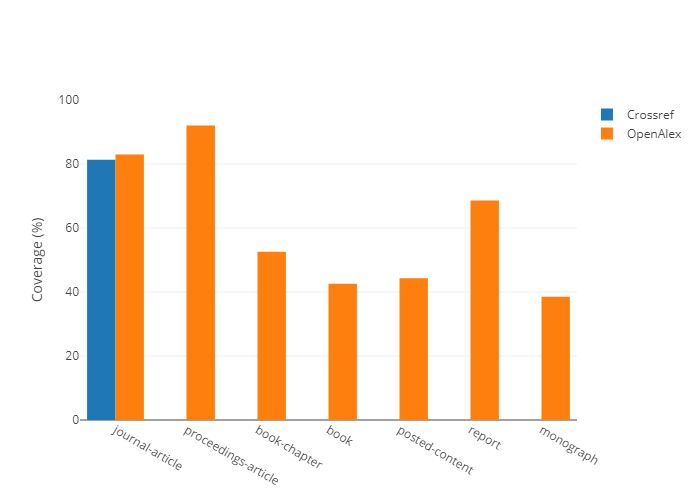 100
80
60
40
20
0
Coverage (%)
journal-article
proceedings-article
book-chapter
book
posted-content
report
monograph
Crossref
OpenAlex